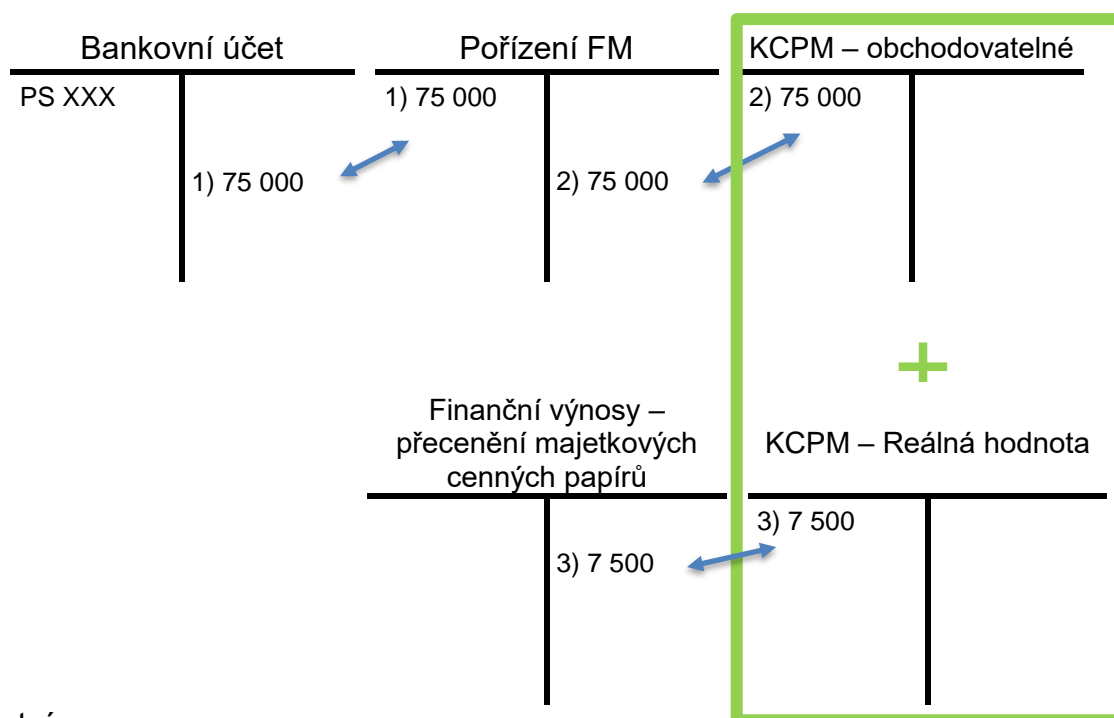 Bankovní účet
Pořízení FM
KCPM – obchodovatelné
PS XXX
1) 75 000
2) 75 000
1) 75 000
2) 75 000
+
Finanční výnosy –
přecenění majetkových
cenných papírů
KCPM – Reálná hodnota
3) 7 500
3) 7 500